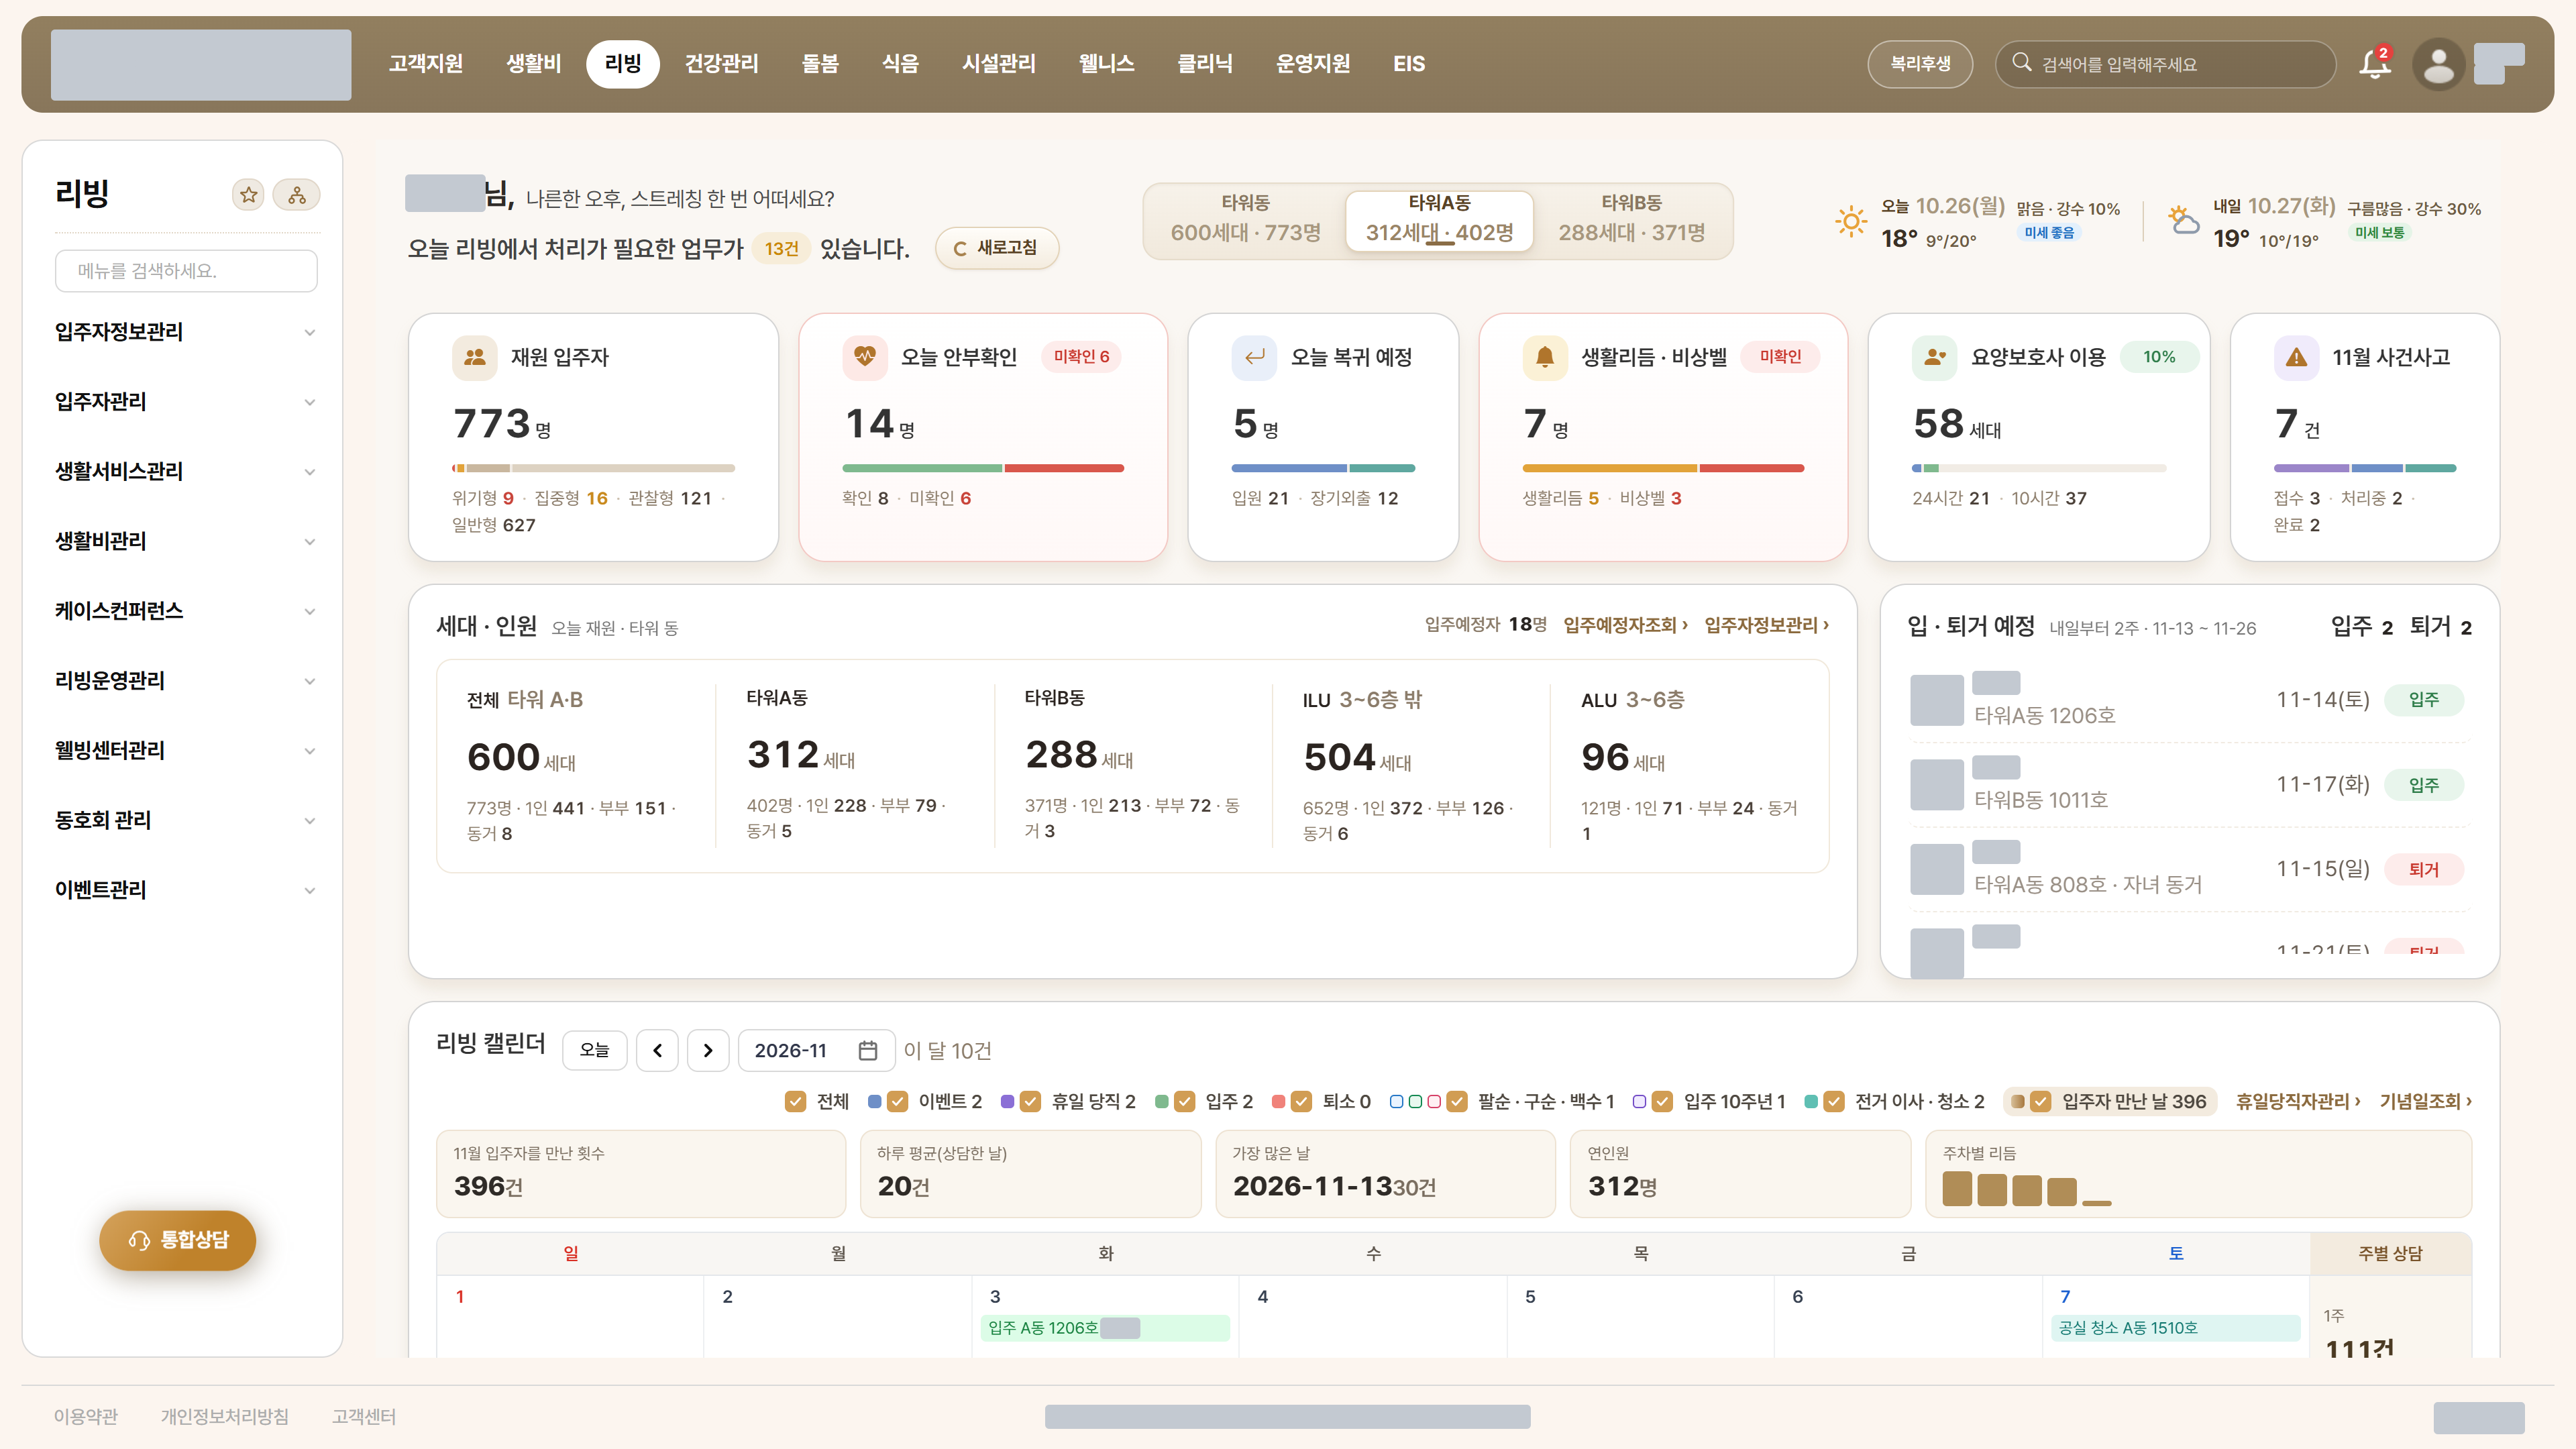 고객지원 생활비 리빙 건강관리 돌봄 식음 시설관리 웰니스 클리닉 운영지원 EIS 복리후생 검색어를 입력해주세요 2
리빙
메뉴를 검색하세요.
입주자정보관리
입주자관리
생활서비스관리
생활비관리
케이스컨퍼런스
리빙운영관리
웰빙센터관리
동호회 관리
이벤트관리
통합상담
님, 나른한 오후, 스트레칭 한 번 어떠세요?
오늘 리빙에서 처리가 필요한 업무가 13건 있습니다. 새로고침
타워동
600세대 · 773명
타워A동
312세대 · 402명
타워B동
288세대 · 371명
오늘 10.26(월) 맑음 · 강수 10%
18° 9°/20° 미세 좋음
내일 10.27(화) 구름많음 · 강수 30%
19° 10°/19° 미세 보통
재원 입주자
773명
위기형 9 · 집중형 16 · 관찰형 121 ·
일반형 627
오늘 안부확인 미확인 6
14명
확인 8 · 미확인 6
오늘 복귀 예정
5명
입원 21 · 장기외출 12
생활리듬 · 비상벨 미확인
7명
생활리듬 5 · 비상벨 3
요양보호사 이용 10%
58세대
24시간 21 · 10시간 37
11월 사건사고
7건
접수 3 · 처리중 2 ·
완료 2
세대 · 인원 오늘 재원 · 타워 동 입주예정자 18명 입주예정자조회 › 입주자정보관리 ›
전체 타워 A·B
600세대
773명 · 1인 441 · 부부 151 ·
동거 8
타워A동
312세대
402명 · 1인 228 · 부부 79 ·
동거 5
타워B동
288세대
371명 · 1인 213 · 부부 72 · 동
거 3
ILU 3~6층 밖
504세대
652명 · 1인 372 · 부부 126 ·
동거 6
ALU 3~6층
96세대
121명 · 1인 71 · 부부 24 · 동거
1
입 · 퇴거 예정 내일부터 2주 · 11-13 ~ 11-26 입주 2 퇴거 2
타워A동 1206호 11-14(토) 입주
타워B동 1011호 11-17(화) 입주
타워A동 808호 · 자녀 동거 11-15(일) 퇴거
11-21(토) 퇴거
리빙 캘린더 오늘 2026-11 이 달 10건
전체 이벤트 2 휴일 당직 2 입주 2 퇴소 0 팔순 · 구순 · 백수 1 입주 10주년 1 전거 이사 · 청소 2 입주자 만난 날 396 휴일당직자관리 › 기념일조회 ›
11월 입주자를 만난 횟수
396건
하루 평균(상담한 날)
20건
가장 많은 날
2026-11-1330건
연인원
312명
주차별 리듬
일 월 화 수 목 금 토 주별 상담
1 2 3 4 5 6 7
입주 A동 1206호
공실 청소 A동 1510호
1주
111건
이용약관 개인정보처리방침 고객센터